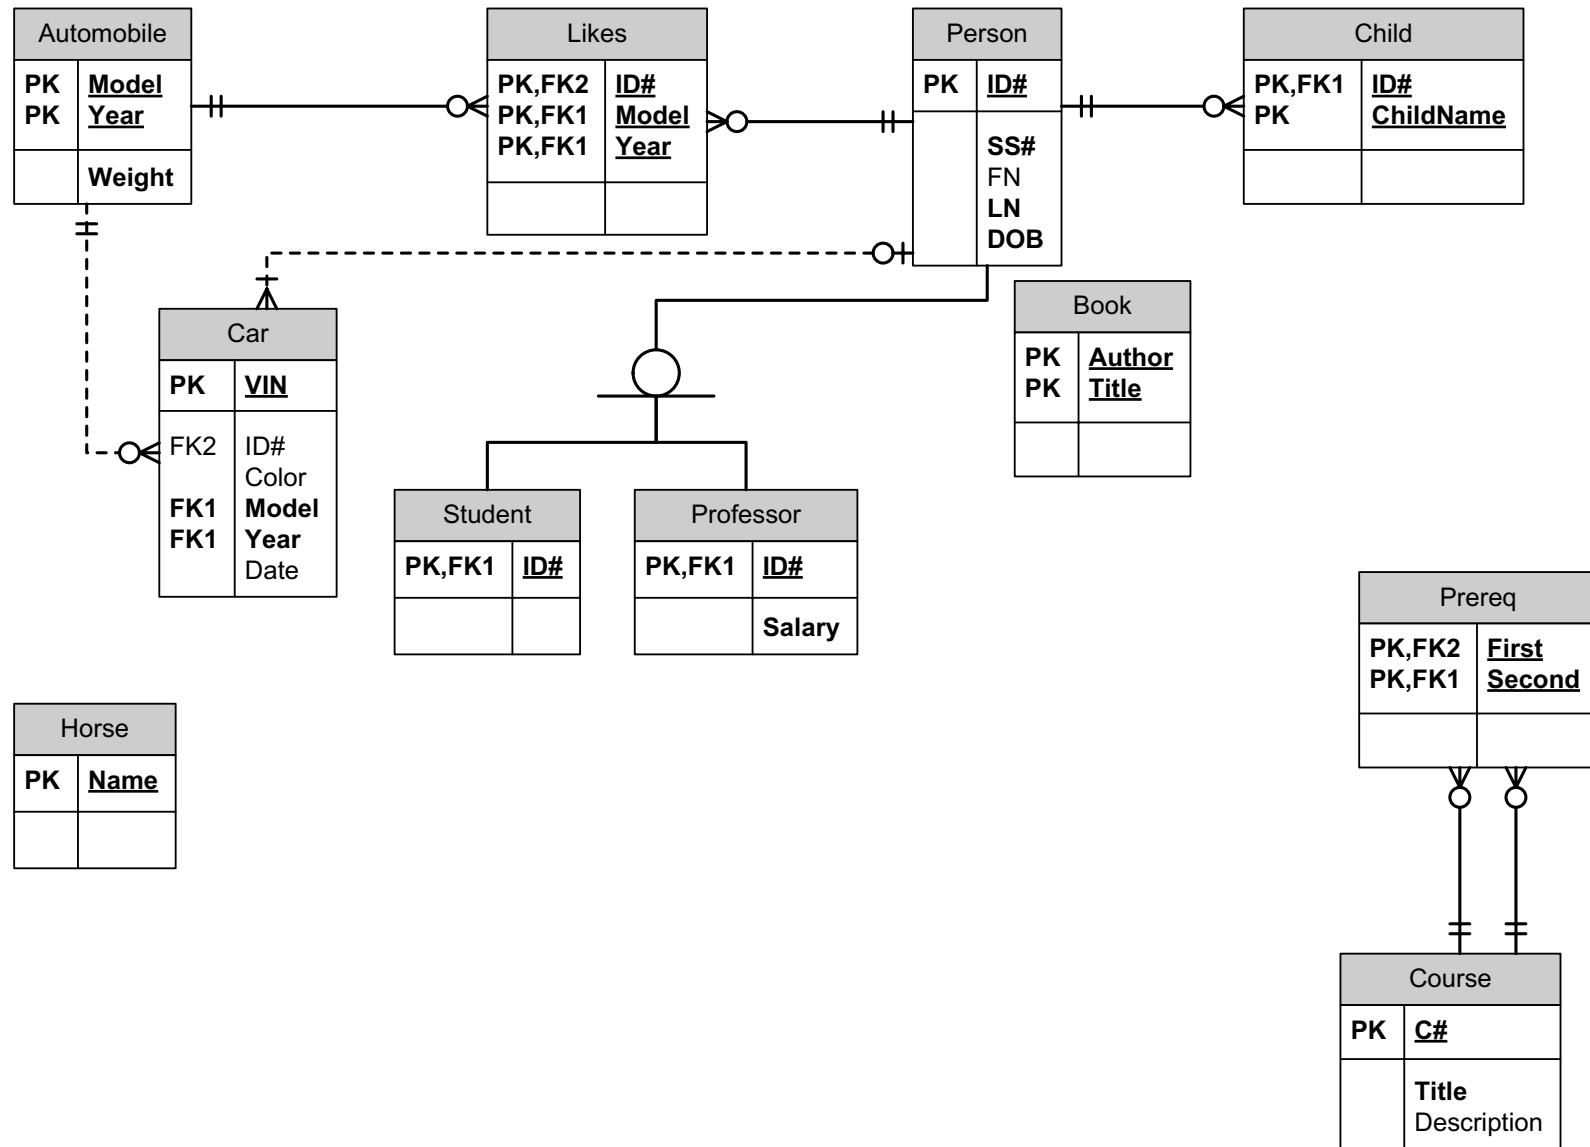 Automobile
PK Model
PK Year
Weight
Likes
PK,FK2 ID#
PK,FK1 Model
PK,FK1 Year
Person
PK ID#
SS#
FN
LN
DOB
Child
PK,FK1 ID#
PK ChildName
Car
PK VIN
FK2 ID#
Color
FK1 Model
FK1 Year
Date
Book
PK Author
PK Title
Student
PK,FK1 ID#
Professor
PK,FK1 ID#
Salary
Prereq
PK,FK2 First
PK,FK1 Second
Horse
PK Name
Course
PK C#
Title
Description